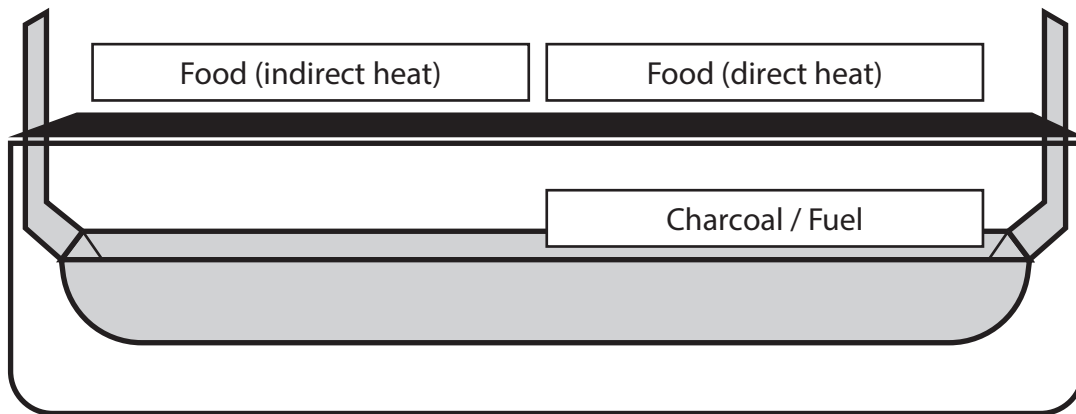 Food (indirect heat)
Food (direct heat)
Charcoal / Fuel